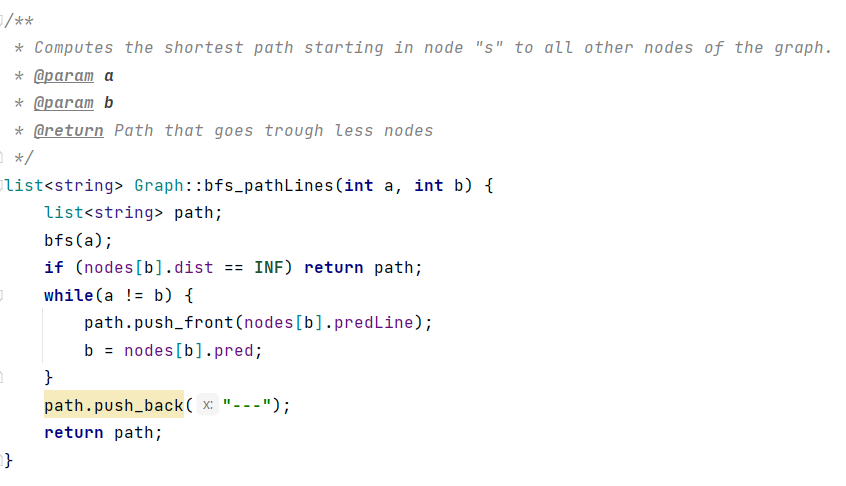 /**
 * Computes the shortest path starting in node "s" to all other nodes of the graph.
 * @param a
 * @param b
 * @return Path that goes trough less nodes
 */
list<string> Graph::bfs_pathLines(int a, int b) {
    list<string> path;
    bfs(a);
    if (nodes[b].dist == INF) return path;
    while(a != b) {
        path.push_front(nodes[b].predLine);
        b = nodes[b].pred;
    }
    path.push_back( x: "---");
    return path;
}